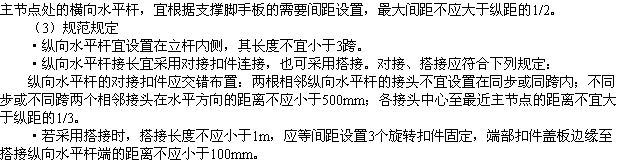 主节点处的横向水平杆，宜根据支撑脚手板的需要间距设置，最大间距不应大于纵距的1/2。
（3）规范规定
・纵向水平杆宜设置在立杆内侧，其长度不宜小于3跨。
・纵向水平杆接长宜采用对接扣件连接，也可采用搭接。对接、搭接应符合下列规定：
纵向水平杆的对接扣件应交错布置：两根相邻纵向水平杆的接头不宜设置在同步或同跨内；不同
步或不同跨两个相邻接头在水平方向的距离不应小于500mm；各接头中心至最近主节点的距离不宜大
于纵距的1/3。
・若采用搭接时，搭接长度不应小于1m，应等间距设置3个旋转扣件固定，端部扣件盖板边缘至
搭接纵向水平杆端的距离不应小于100mm。